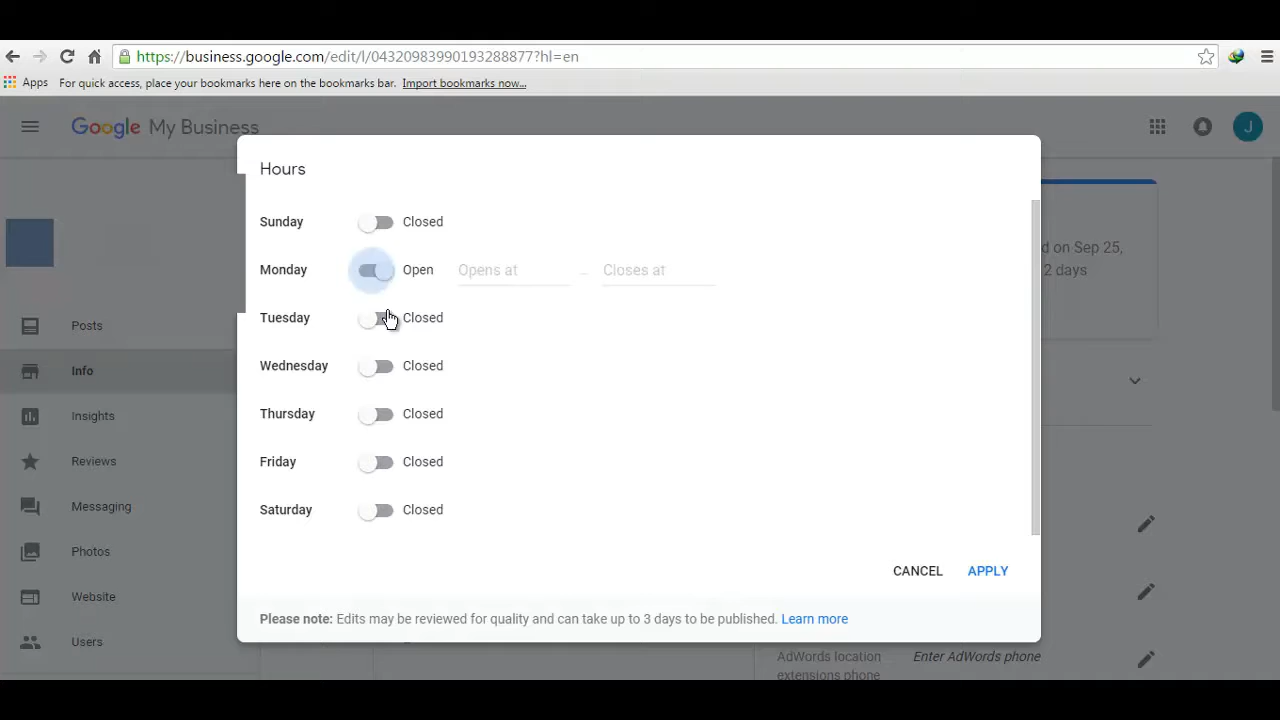 https://business.google.com/edit/l/04320983990193288877?hl=en
Apps For quick access, place your bookmarks here on the bookmarks bar. Import bookmarks now...
Google My Business
J
Hours
Sunday Closed
Monday Open Opens at – Closes at
Tuesday Closed
Wednesday Closed
Thursday Closed
Friday Closed
Saturday Closed
CANCEL APPLY
Please note: Edits may be reviewed for quality and can take up to 3 days to be published. Learn more
Posts
Info
Insights
Reviews
Messaging
Photos
Website
Users
d on Sep 25,
2 days
AdWords location Enter AdWords phone
extensions phone